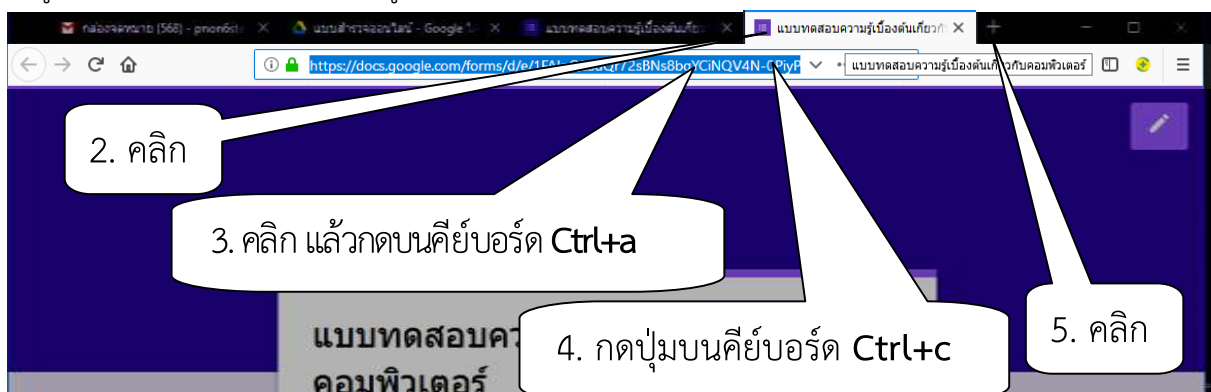 กล่องจดหมาย (568) - pmon6st
แบบสำรวจออนไลน์ - Google
แบบทดสอบความรู้เบื้องต้นเกี่ย
แบบทดสอบความรู้เบื้องต้นเกี่ยวกั
https://docs.google.com/forms/d/e/
แบบทดสอบความรู้เบื้องต้นเกี่ยวกับคอมพิวเตอร์
2. คลิก
3. คลิก แล้วกดบนคีย์บอร์ด Ctrl+a
4. กดปุ่มบนคีย์บอร์ด Ctrl+c
5. คลิก
แบบทดสอบคว
คอมพิวเตอร์